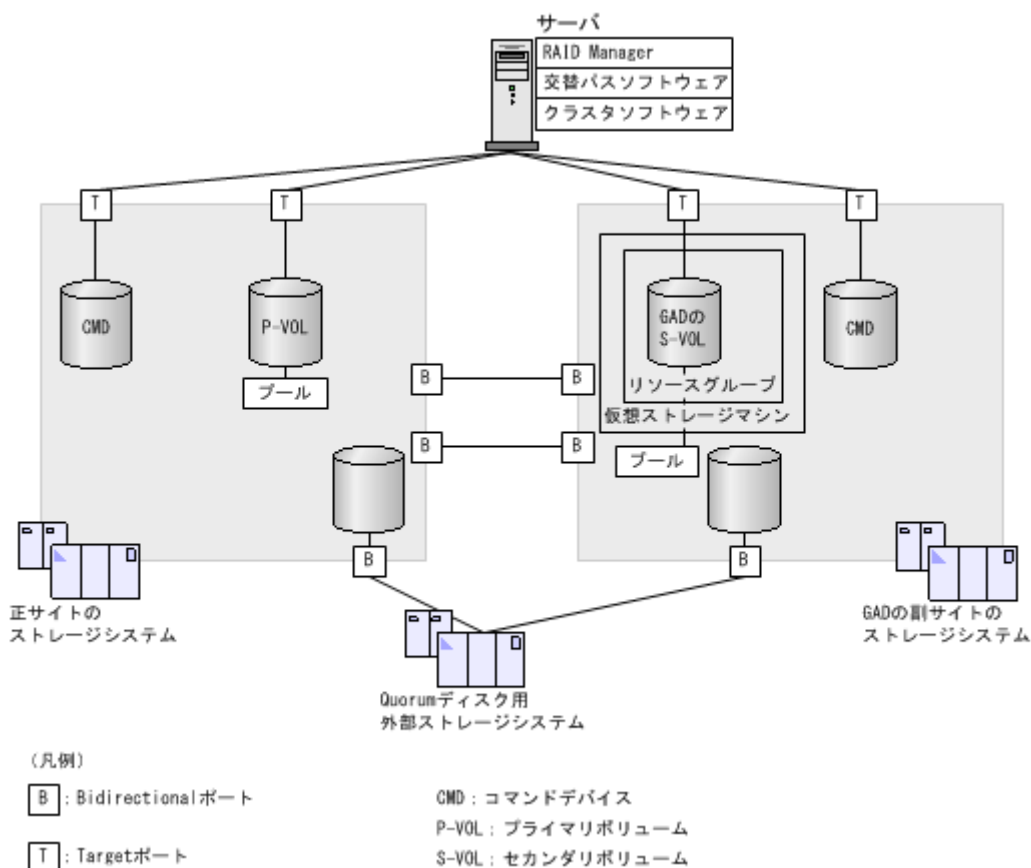 サーバ
RAID Manager
交替パスソフトウェア
クラスタソフトウェア
T
T
T
T
CMD
P-VOL
GADの
S-VOL
CMD
プール
リソースグループ
仮想ストレージマシン
B
B
B
B
プール
B
B
正サイトの
ストレージシステム
GADの副サイトの
ストレージシステム
Quorumディスク用
外部ストレージシステム
(凡例)
B : Bidirectionalポート
CMD : コマンドデバイス
P-VOL : プライマリボリューム
T : Targetポート
S-VOL : セカンダリボリューム